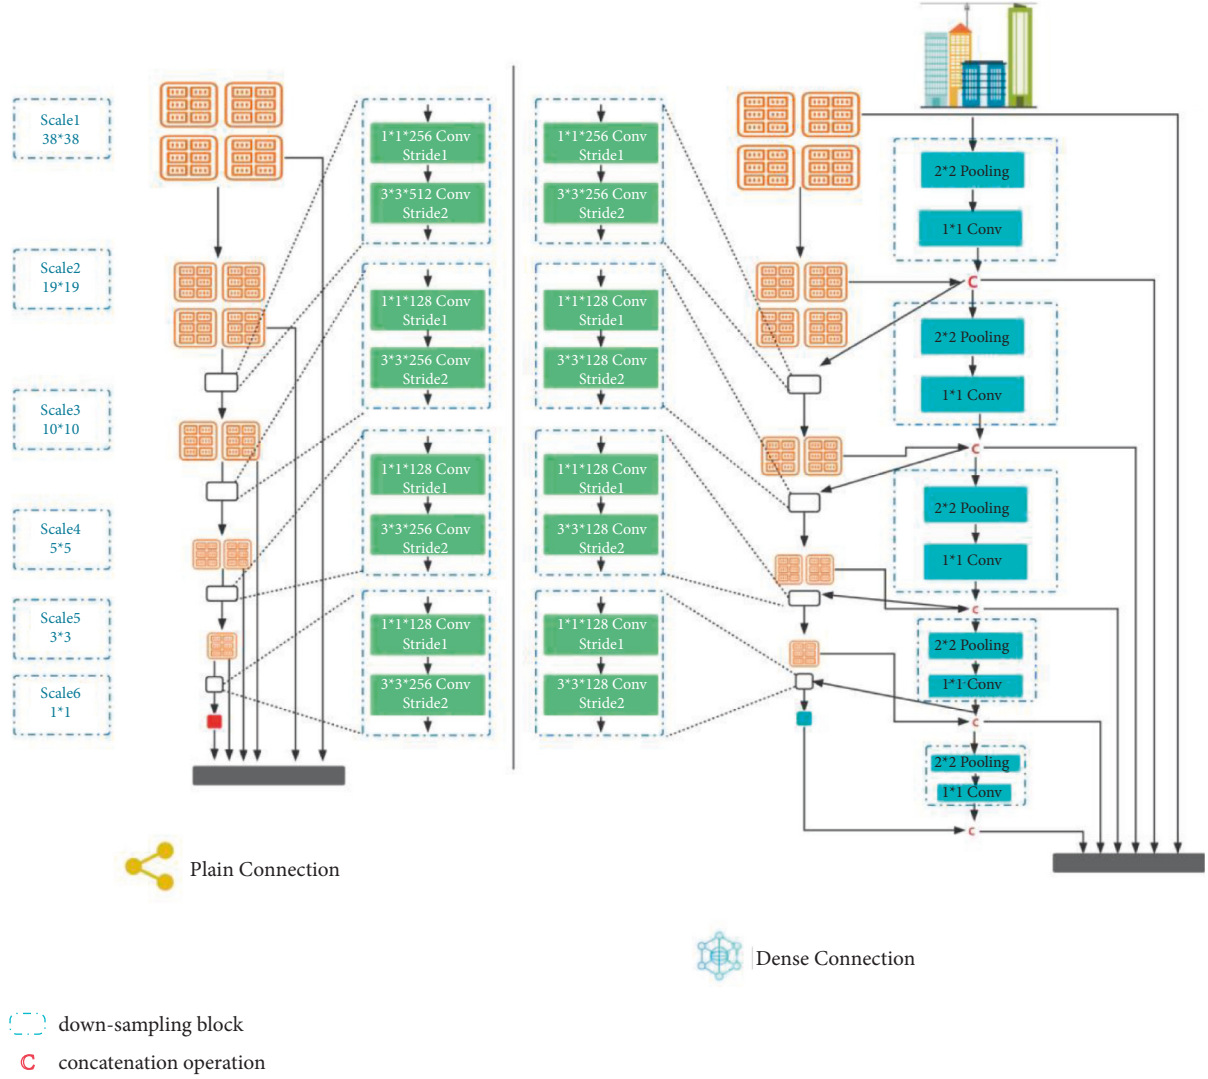 Scale1
38*38
Scale2
19*19
Scale3
10*10
Scale4
5*5
Scale5
3*3
Scale6
1*1
1*1*256 Conv
Stride1
3*3*512 Conv
Stride2
1*1*128 Conv
Stride1
3*3*256 Conv
Stride2
1*1*128 Conv
Stride1
3*3*256 Conv
Stride2
1*1*128 Conv
Stride1
3*3*256 Conv
Stride2
1*1*256 Conv
Stride1
3*3*256 Conv
Stride2
1*1*128 Conv
Stride1
3*3*128 Conv
Stride2
1*1*128 Conv
Stride1
3*3*128 Conv
Stride2
1*1*128 Conv
Stride1
3*3*128 Conv
Stride2
2*2 Pooling
1*1 Conv
C
2*2 Pooling
1*1 Conv
C
2*2 Pooling
1*1 Conv
C
2*2 Pooling
1*1 Conv
C
2*2 Pooling
1*1 Conv
C
Plain Connection
Dense Connection
down-sampling block
C concatenation operation